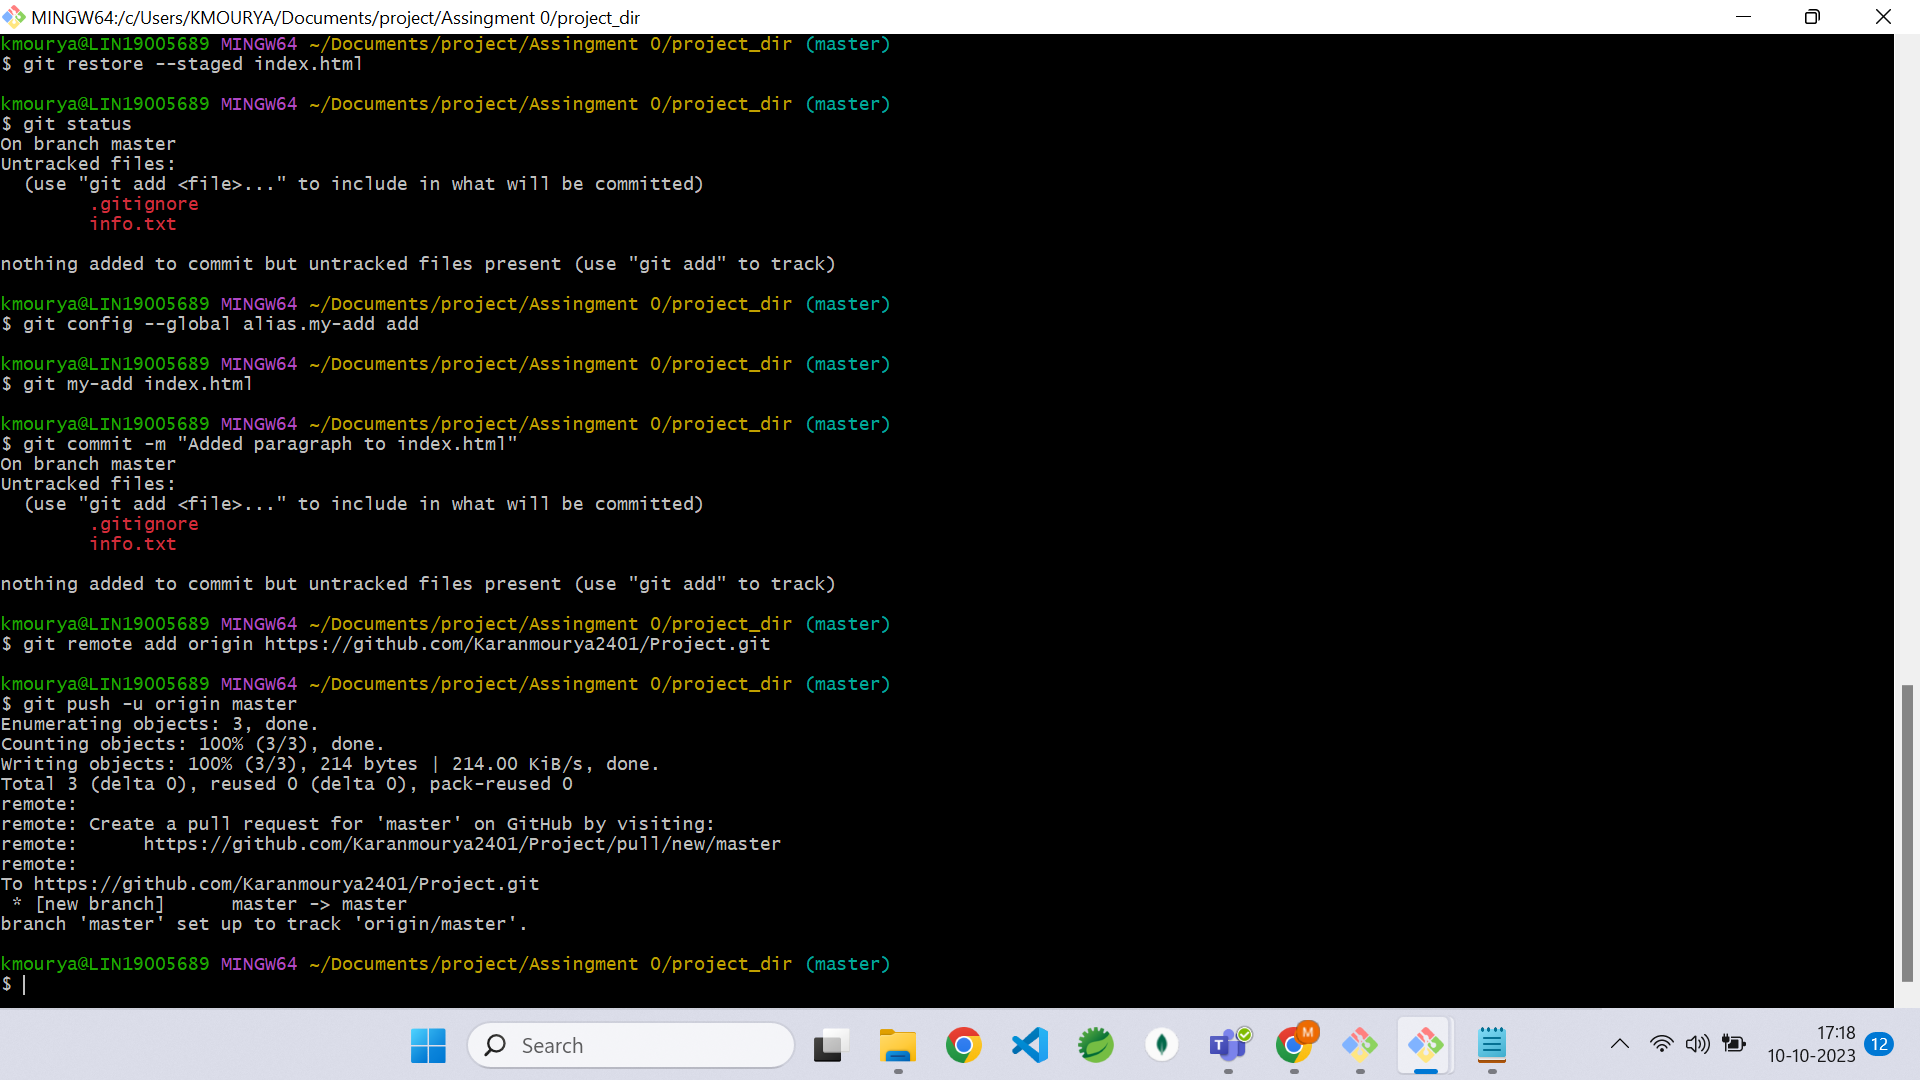 MINGW64:/c/Users/KMOURYA/Documents/project/Assingment 0/project_dir
kmourya@LIN19005689 MINGW64 ~/Documents/project/Assingment 0/project_dir (master)
$ git restore --staged index.html
kmourya@LIN19005689 MINGW64 ~/Documents/project/Assingment 0/project_dir (master)
$ git status
On branch master
Untracked files:
  (use "git add <file>..." to include in what will be committed)
        .gitignore
        info.txt
nothing added to commit but untracked files present (use "git add" to track)
kmourya@LIN19005689 MINGW64 ~/Documents/project/Assingment 0/project_dir (master)
$ git config --global alias.my-add add
kmourya@LIN19005689 MINGW64 ~/Documents/project/Assingment 0/project_dir (master)
$ git my-add index.html
kmourya@LIN19005689 MINGW64 ~/Documents/project/Assingment 0/project_dir (master)
$ git commit -m "Added paragraph to index.html"
On branch master
Untracked files:
  (use "git add <file>..." to include in what will be committed)
        .gitignore
        info.txt
nothing added to commit but untracked files present (use "git add" to track)
kmourya@LIN19005689 MINGW64 ~/Documents/project/Assingment 0/project_dir (master)
$ git remote add origin https://github.com/Karanmourya2401/Project.git
kmourya@LIN19005689 MINGW64 ~/Documents/project/Assingment 0/project_dir (master)
$ git push -u origin master
Enumerating objects: 3, done.
Counting objects: 100% (3/3), done.
Writing objects: 100% (3/3), 214 bytes | 214.00 KiB/s, done.
Total 3 (delta 0), reused 0 (delta 0), pack-reused 0
remote:
remote: Create a pull request for 'master' on GitHub by visiting:
remote:      https://github.com/Karanmourya2401/Project/pull/new/master
remote:
To https://github.com/Karanmourya2401/Project.git
 * [new branch]      master -> master
branch 'master' set up to track 'origin/master'.
kmourya@LIN19005689 MINGW64 ~/Documents/project/Assingment 0/project_dir (master)
$
Search
T
M
17:18
10-10-2023
12